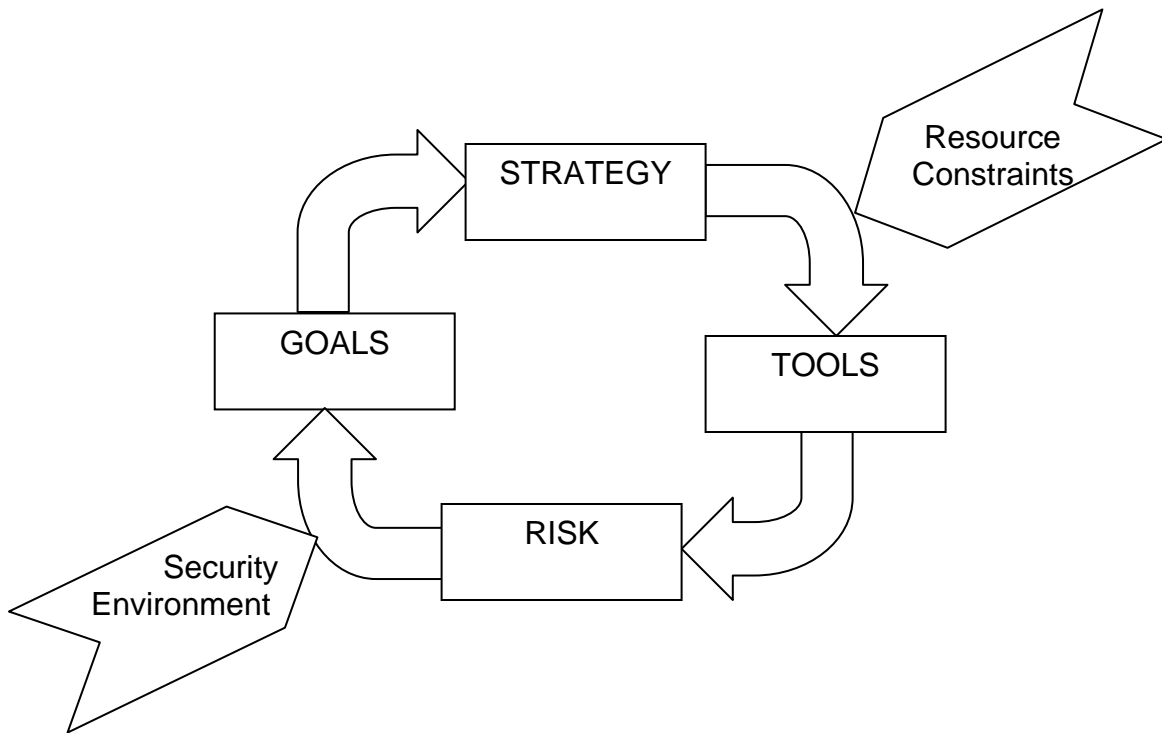 Resource
Constraints
STRATEGY
GOALS
TOOLS
RISK
Security
Environment